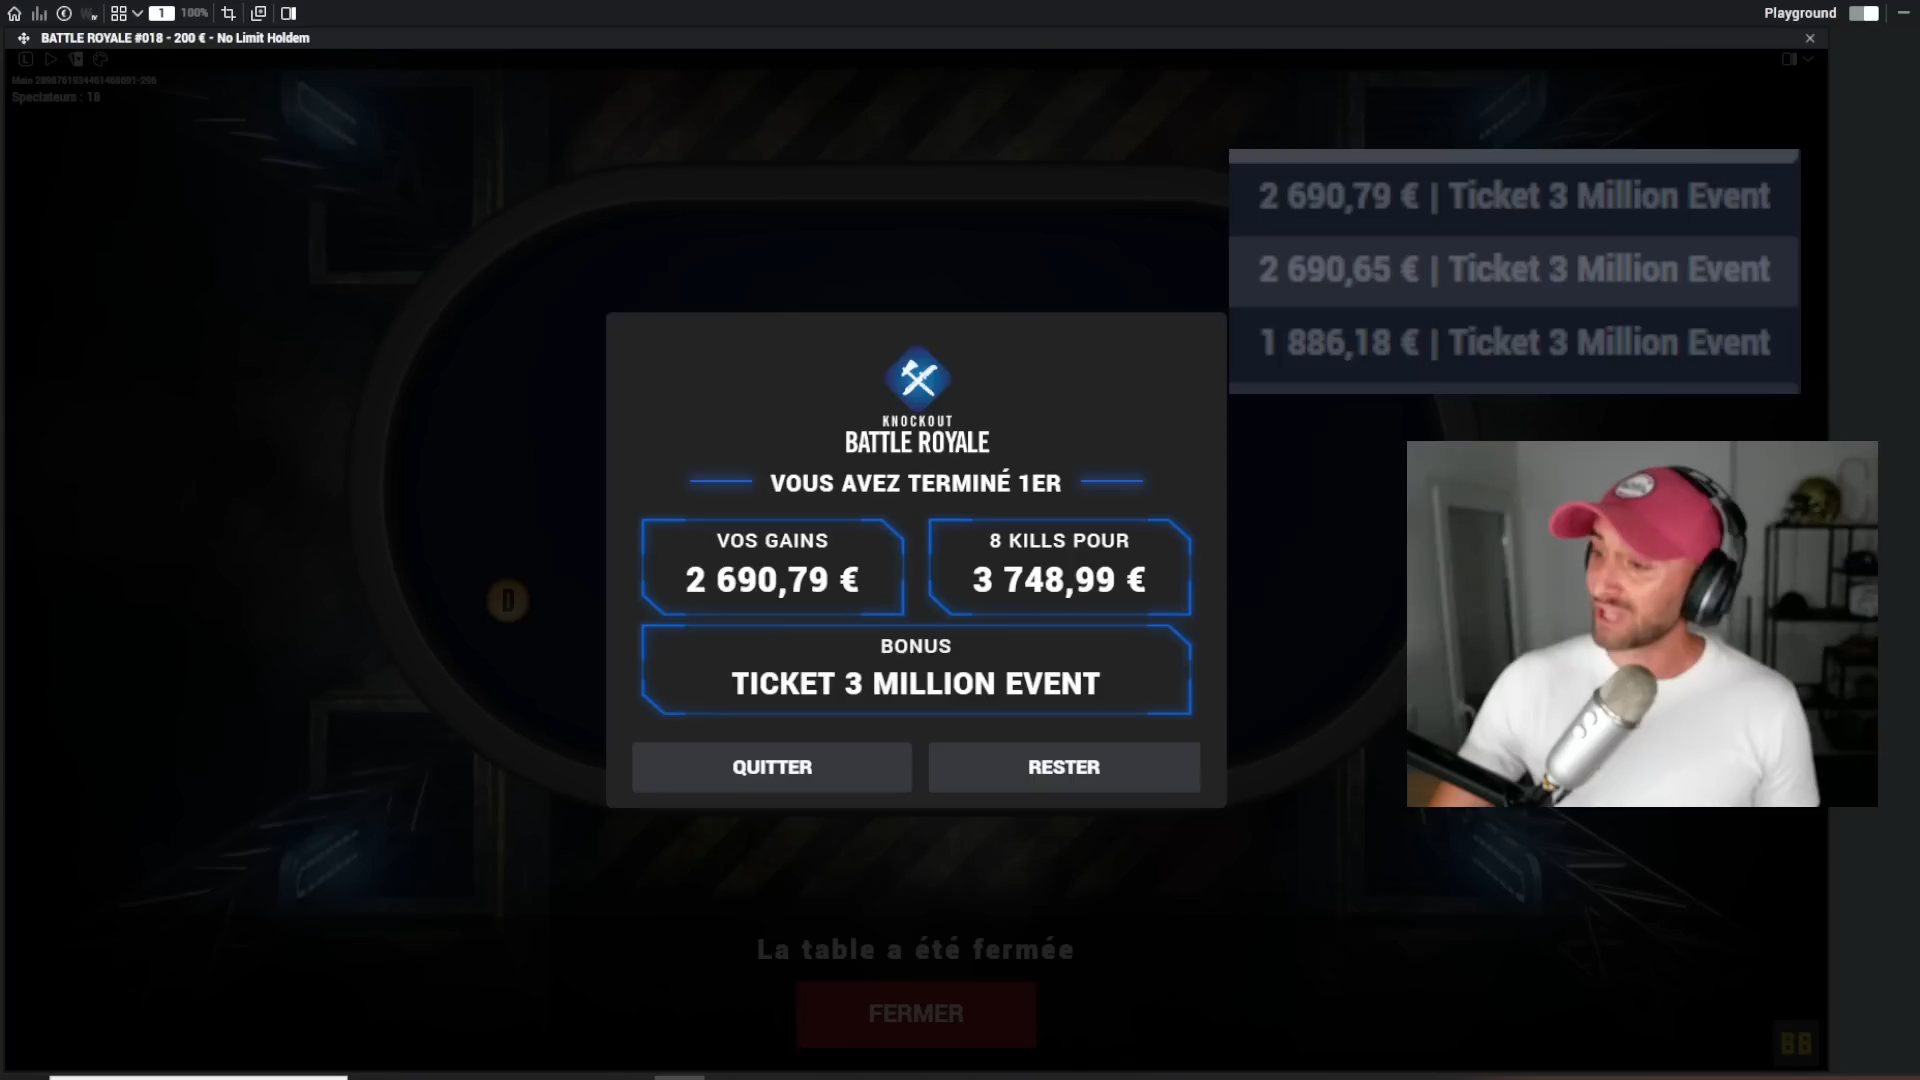 1 100%
Playground
BATTLE ROYALE #018 - 200 € - No Limit Holdem
Spectateurs : 18
2 690,79 € | Ticket 3 Million Event
2 690,65 € | Ticket 3 Million Event
1 886,18 € | Ticket 3 Million Event
KNOCKOUT
BATTLE ROYALE
VOUS AVEZ TERMINÉ 1ER
VOS GAINS
2 690,79 €
8 KILLS POUR
3 748,99 €
BONUS
TICKET 3 MILLION EVENT
QUITTER
RESTER
D
La table a été fermée
FERMER
BB